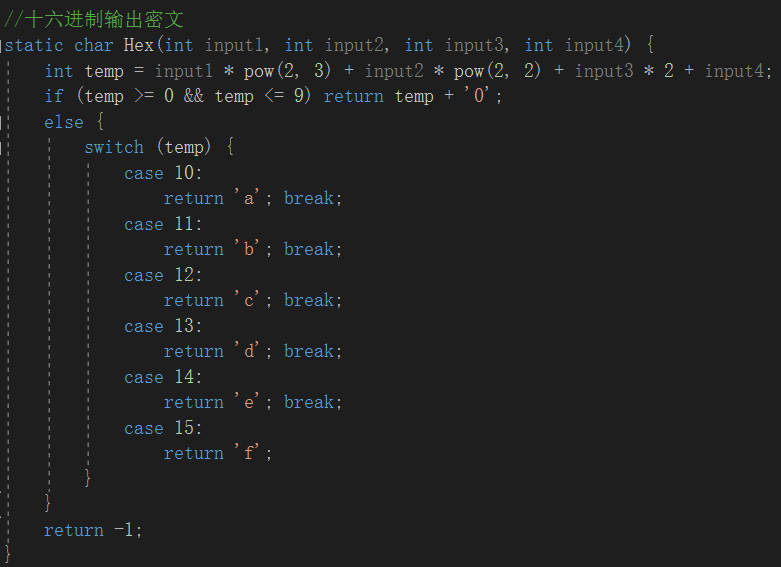 //十六进制输出密文
static char Hex(int input1, int input2, int input3, int input4) {
    int temp = input1 * pow(2, 3) + input2 * pow(2, 2) + input3 * 2 + input4;
    if (temp >= 0 && temp <= 9) return temp + '0';
    else {
        switch (temp) {
            case 10:
                return 'a'; break;
            case 11:
                return 'b'; break;
            case 12:
                return 'c'; break;
            case 13:
                return 'd'; break;
            case 14:
                return 'e'; break;
            case 15:
                return 'f';
        }
    }
    return -1;
}